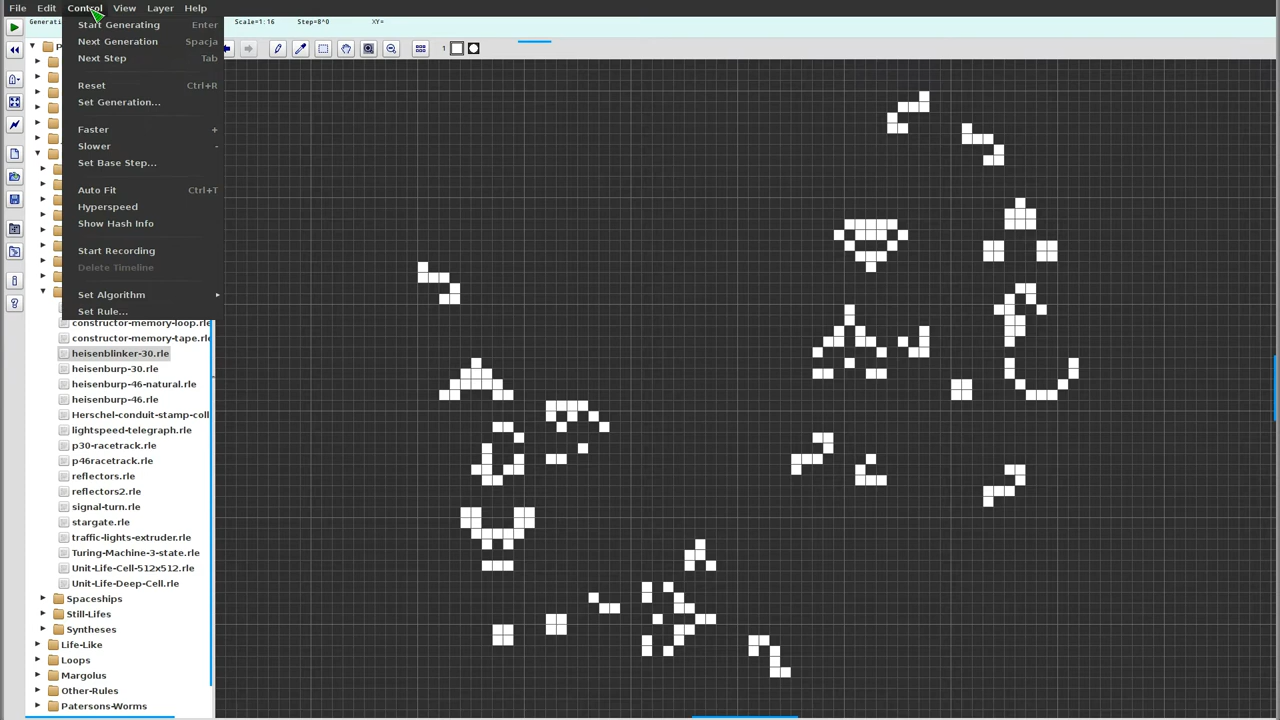 File Edit Control View Layer Help
Scale=1:16 Step=8^0 XY=
Start Generating Enter
Next Generation Spacja
Next Step Tab
1
Reset Ctrl+R
Set Generation...
Faster +
Slower -
Set Base Step...
Auto Fit Ctrl+T
Hyperspeed
Show Hash Info
Start Recording
Delete Timeline
Set Algorithm
Set Rule...
constructor-memory-loop.rle
constructor-memory-tape.rle
heisenblinker-30.rle
heisenburp-30.rle
heisenburp-46-natural.rle
heisenburp-46.rle
Herschel-conduit-stamp-coll
lightspeed-telegraph.rle
p30-racetrack.rle
p46racetrack.rle
reflectors.rle
reflectors2.rle
signal-turn.rle
stargate.rle
traffic-lights-extruder.rle
Turing-Machine-3-state.rle
Unit-Life-Cell-512x512.rle
Unit-Life-Deep-Cell.rle
Spaceships
Still-Lifes
Syntheses
Life-Like
Loops
Margolus
Other-Rules
Patersons-Worms